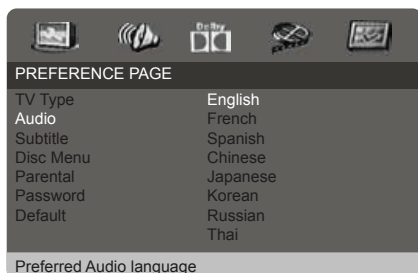 Dolby
PREFERENCE PAGE
TV Type
Audio
Subtitle
Disc Menu
Parental
Password
Default
English
French
Spanish
Chinese
Japanese
Korean
Russian
Thai
Preferred Audio language